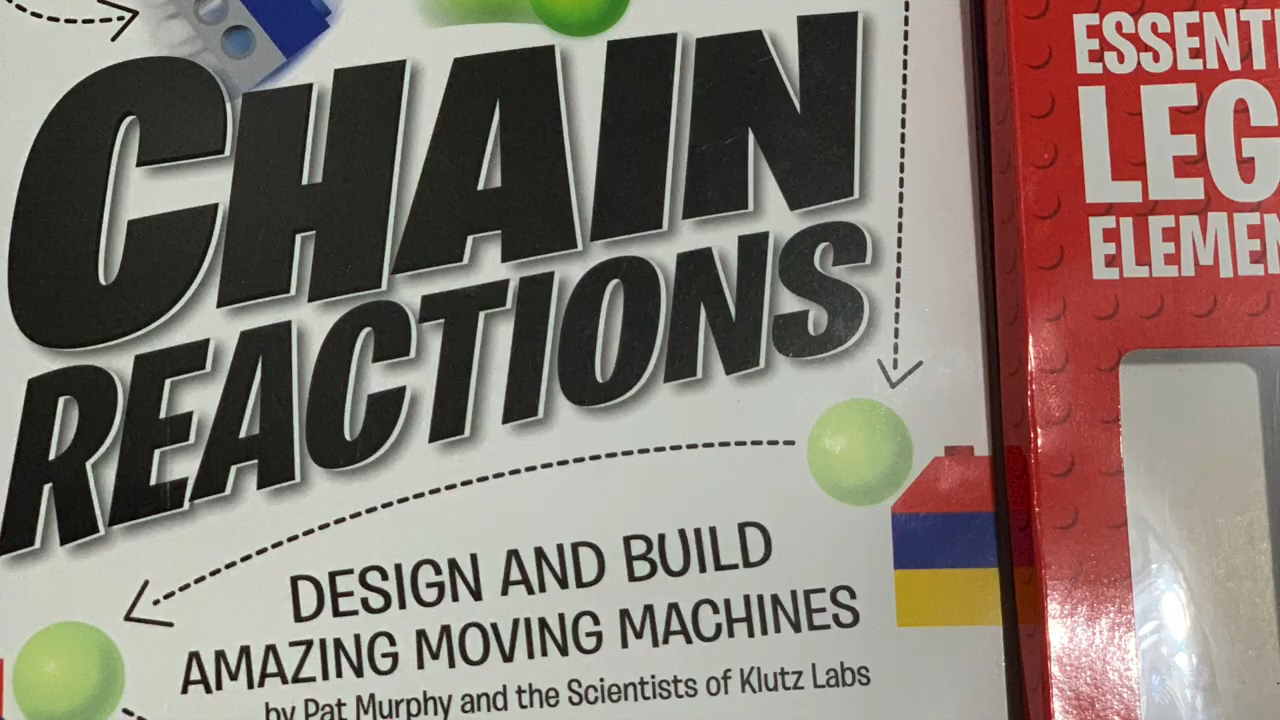 CHAIN
REACTIONS
DESIGN AND BUILD
AMAZING MOVING MACHINES
by Pat Murphy and the Scientists of Klutz Labs
ESSENTI
LEG
ELEMEN